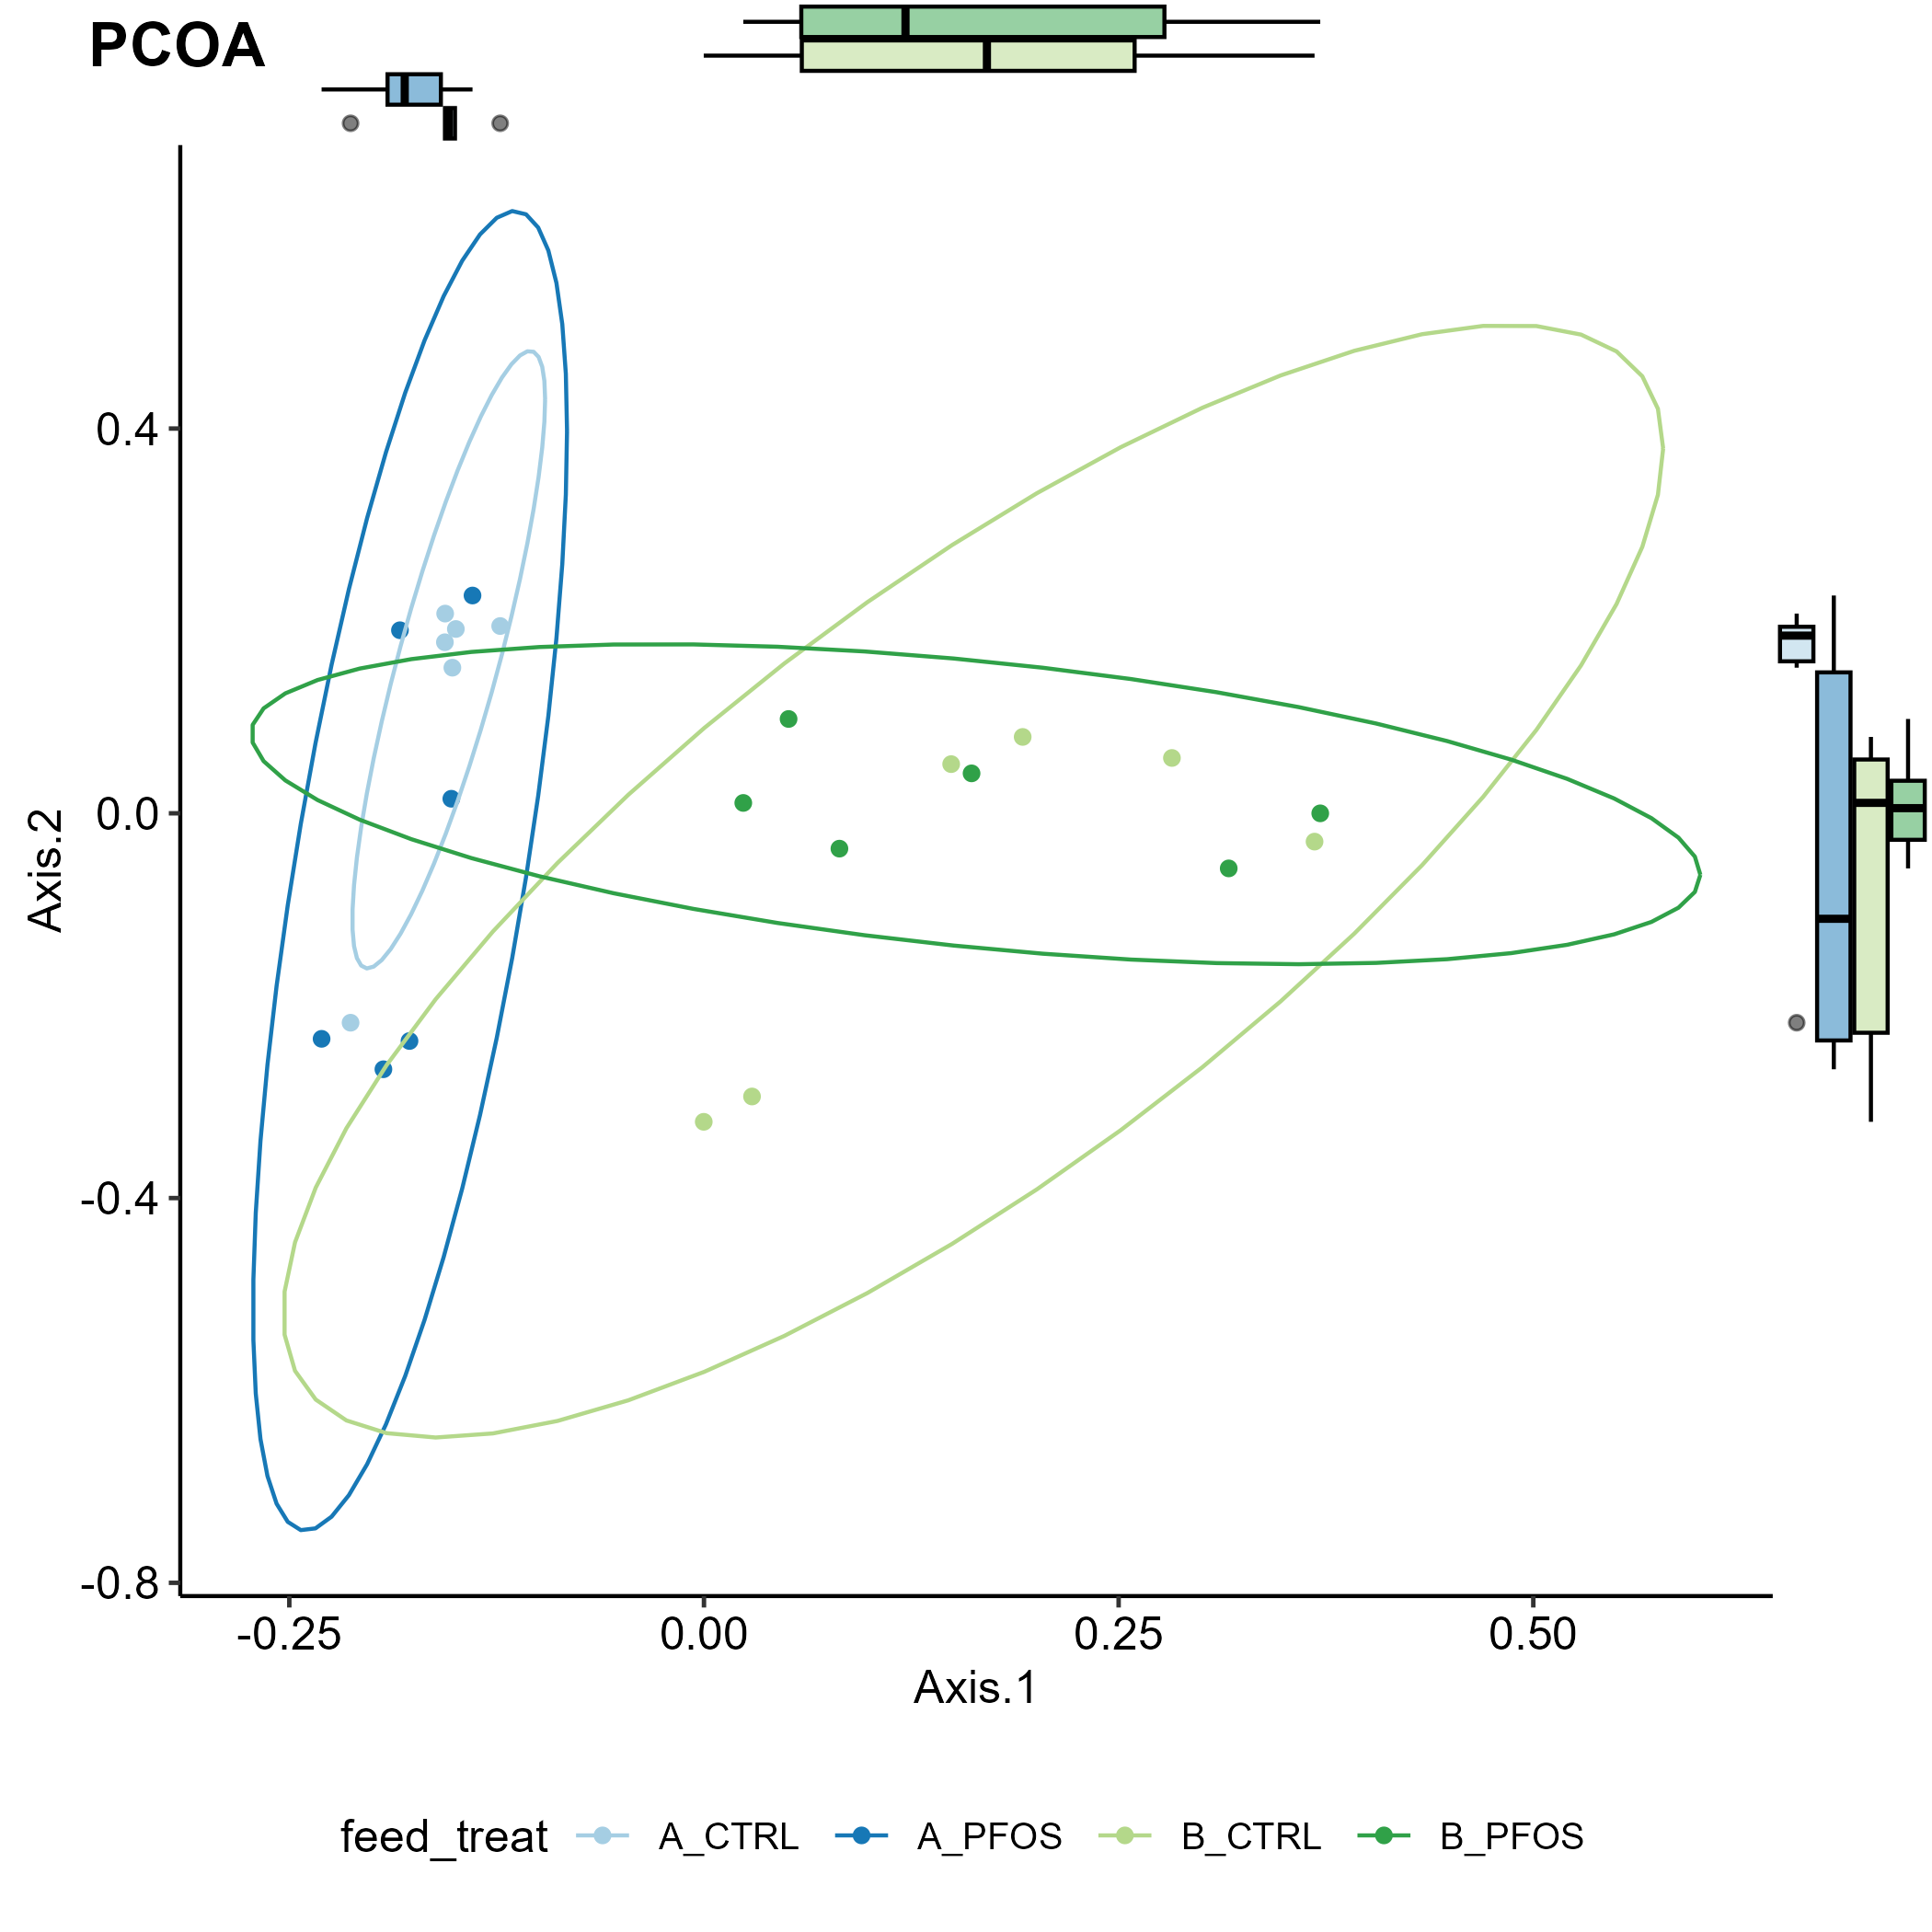 PCOA
0.4
0.0
-0.4
-0.8
Axis.2
-0.25 0.00 0.25 0.50
Axis.1
feed_treat A_CTRL A_PFOS B_CTRL B_PFOS